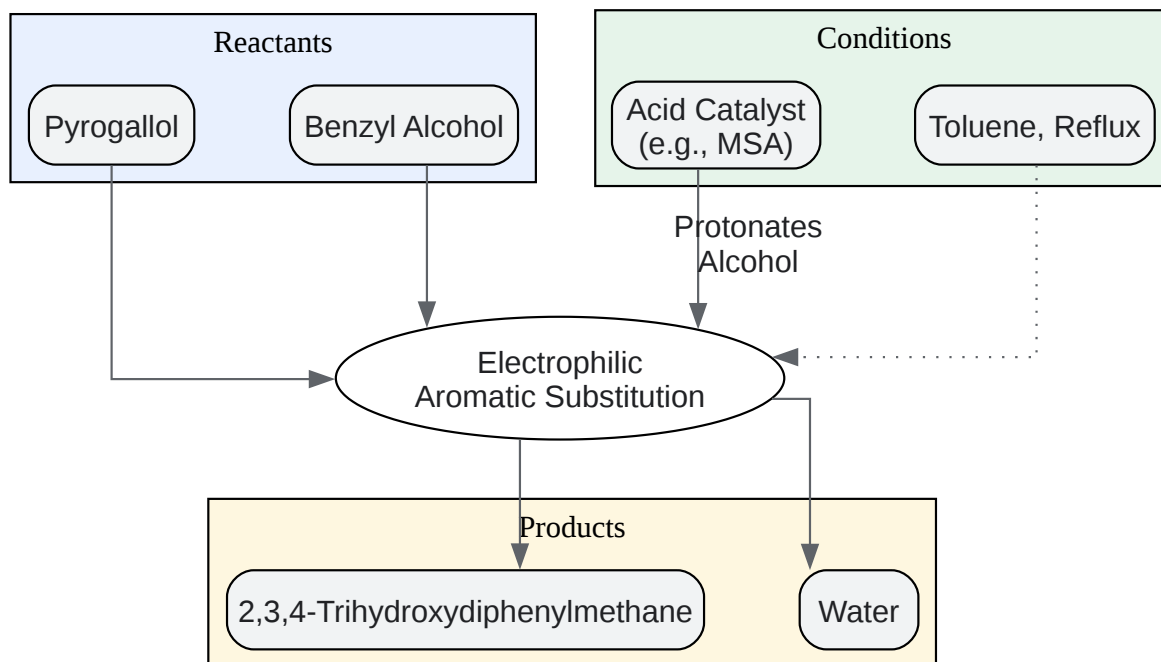 Reactants
Conditions
Pyrogallol
Benzyl Alcohol
Acid Catalyst
(e.g., MSA)
Toluene, Reflux
Protonates
Alcohol
Electrophilic
Aromatic Substitution
Products
2,3,4-Trihydroxydiphenylmethane
Water